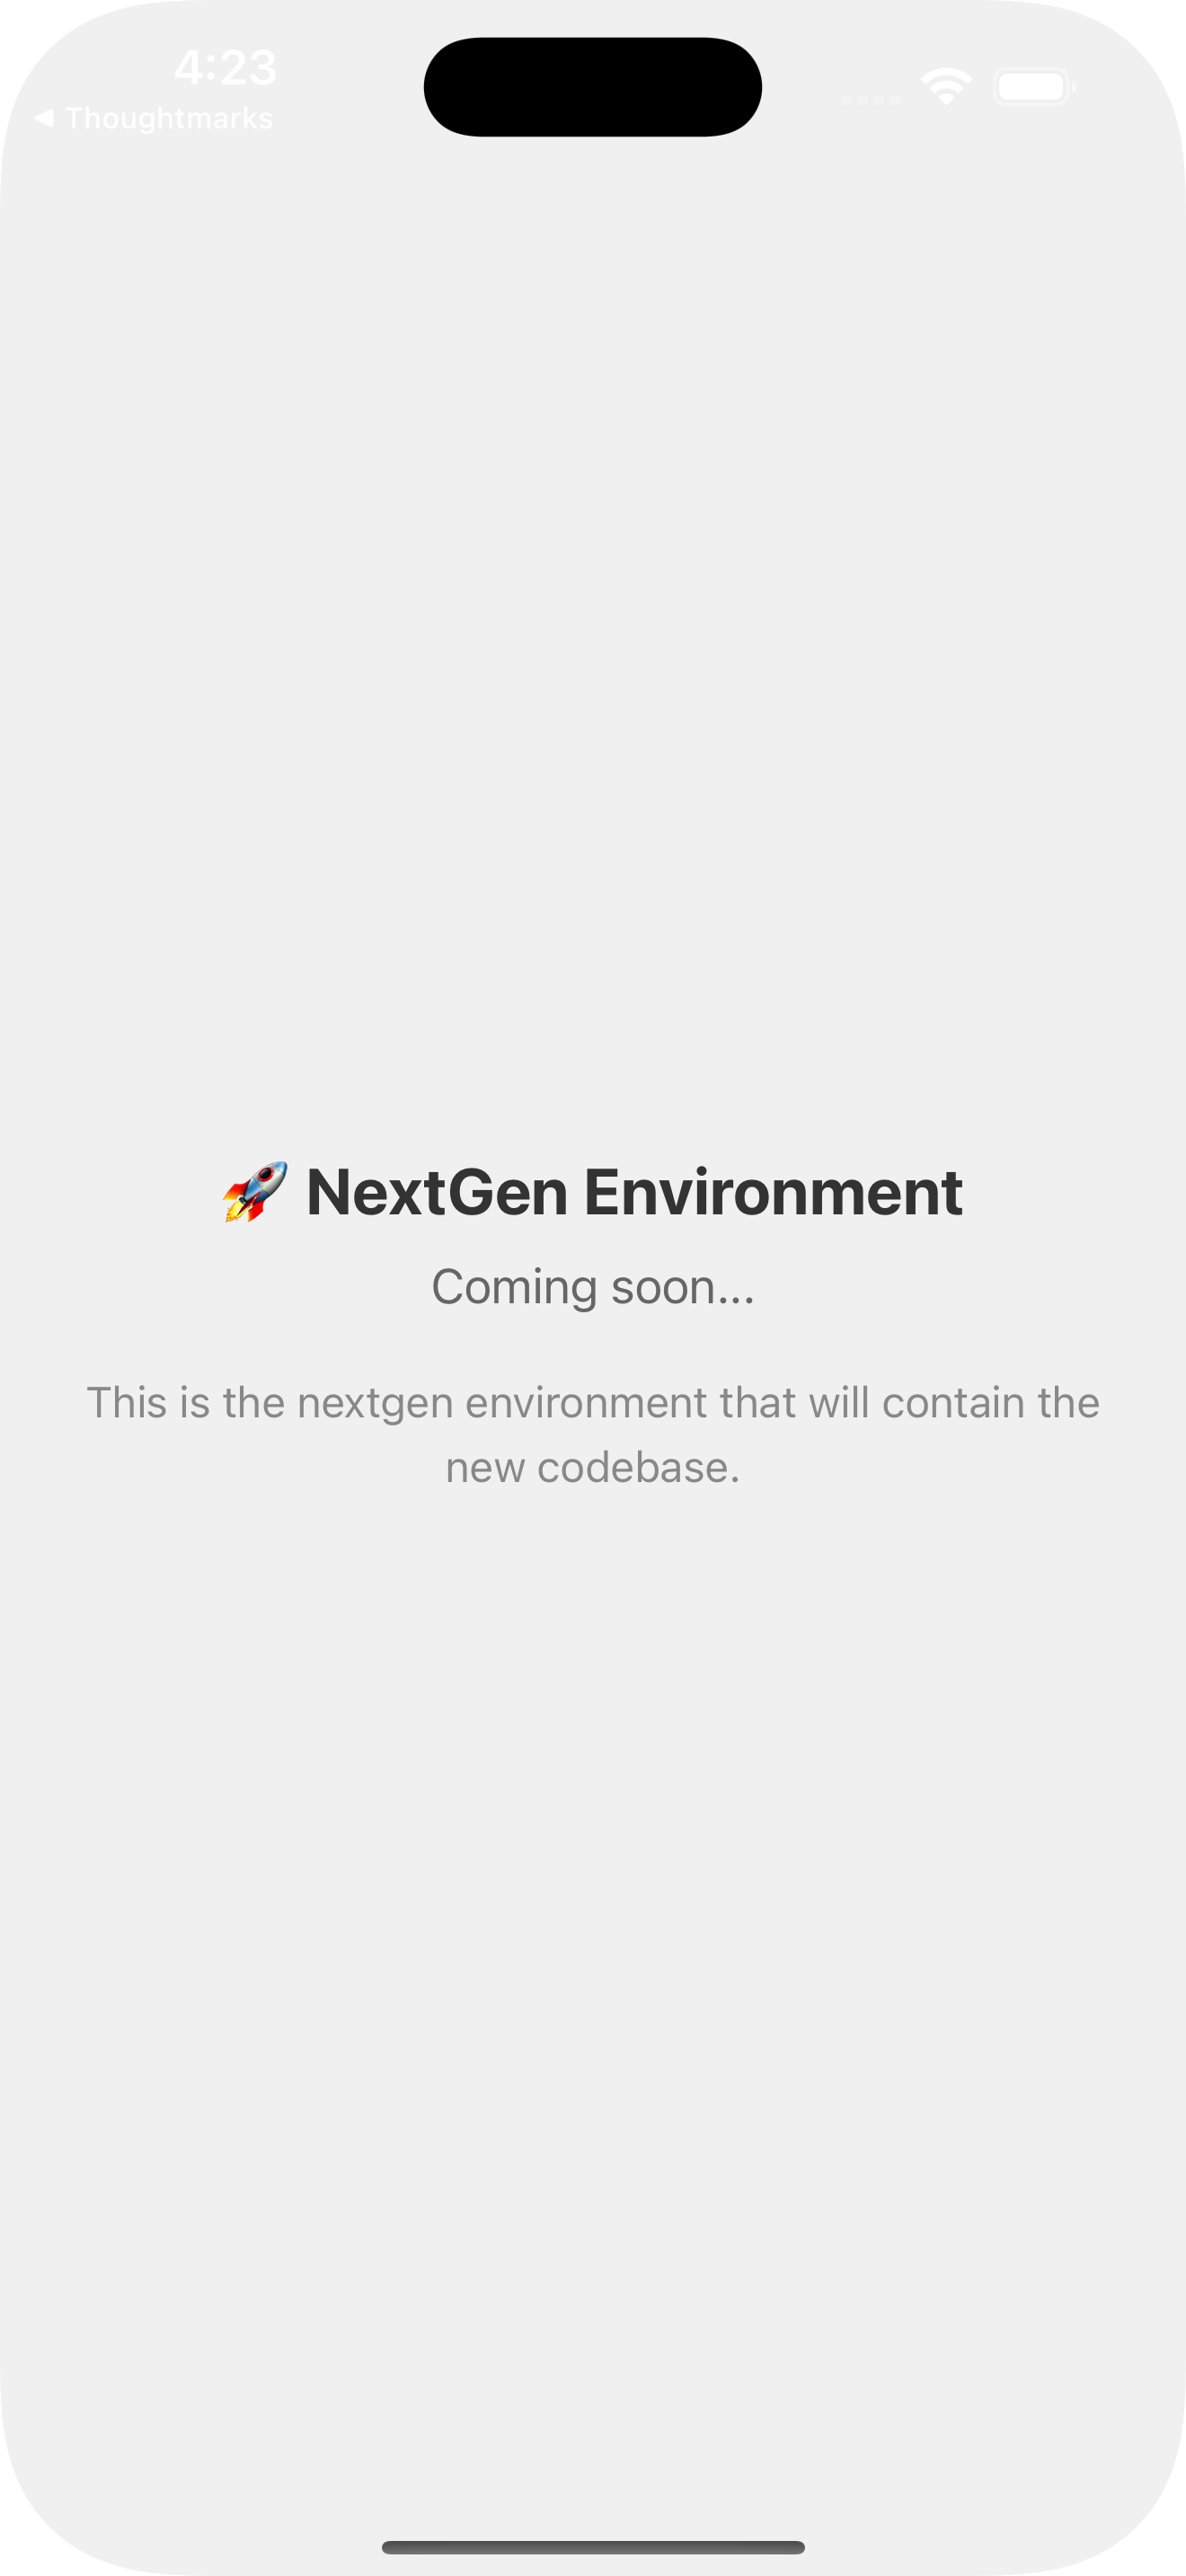 4:23
◀ Thoughtmarks
🚀 NextGen Environment
Coming soon...
This is the nextgen environment that will contain the
new codebase.